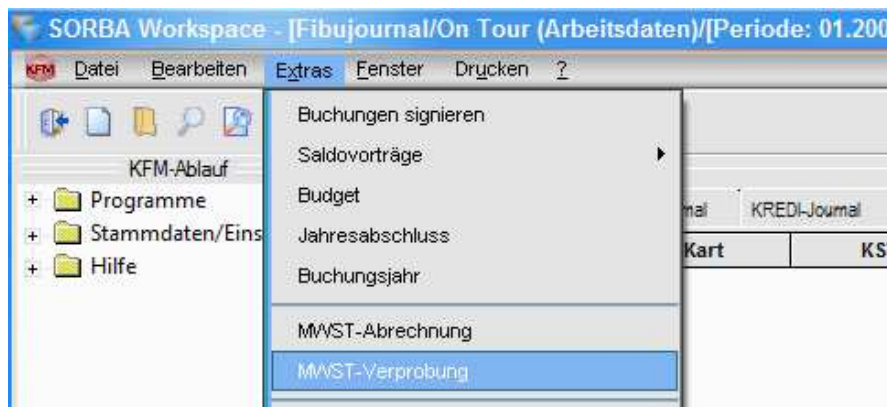 SORBA Workspace - [Fibujournal/On Tour (Arbeitsdaten)/[Periode: 01.200
KFM Datei Bearbeiten Extras Fenster Drucken ?
KFM-Ablauf
+ Programme
+ Stammdaten/Eins
+ Hilfe
Buchungen signieren
Saldovorträge
Budget
Jahresabschluss
Buchungsjahr
MWST-Abrechnung
MWST-Verprobung
nal KREDI-Journal
Kart KS